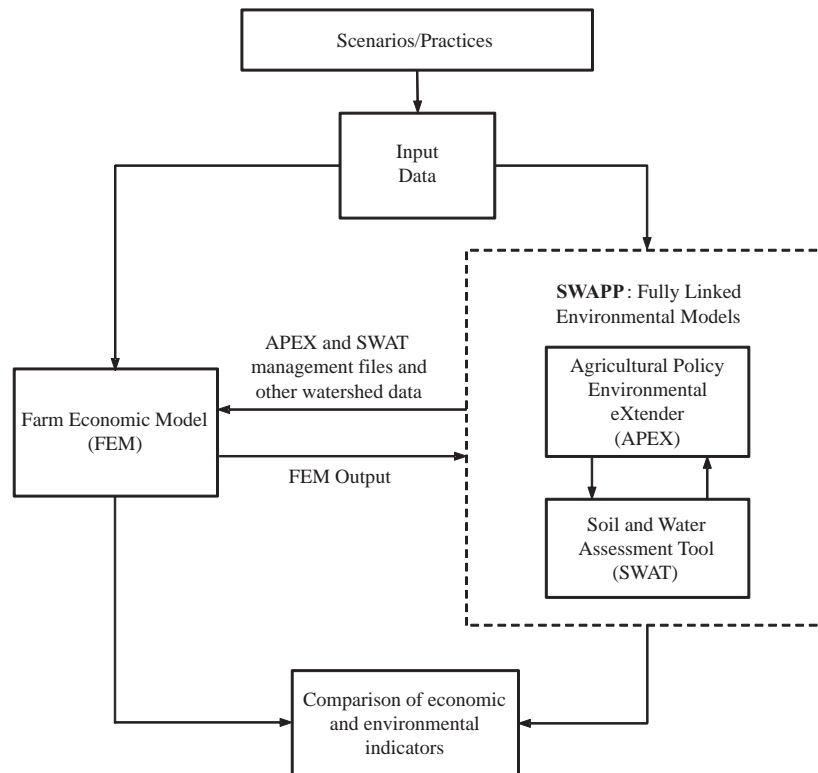 Scenarios/Practices
Input
Data
SWAPP: Fully Linked
Environmental Models
APEX and SWAT
management files and
other watershed data
Agricultural Policy
Environmental
eXtender
(APEX)
Farm Economic Model
(FEM)
FEM Output
Soil and Water
Assessment Tool
(SWAT)
Comparison of economic
and environmental
indicators